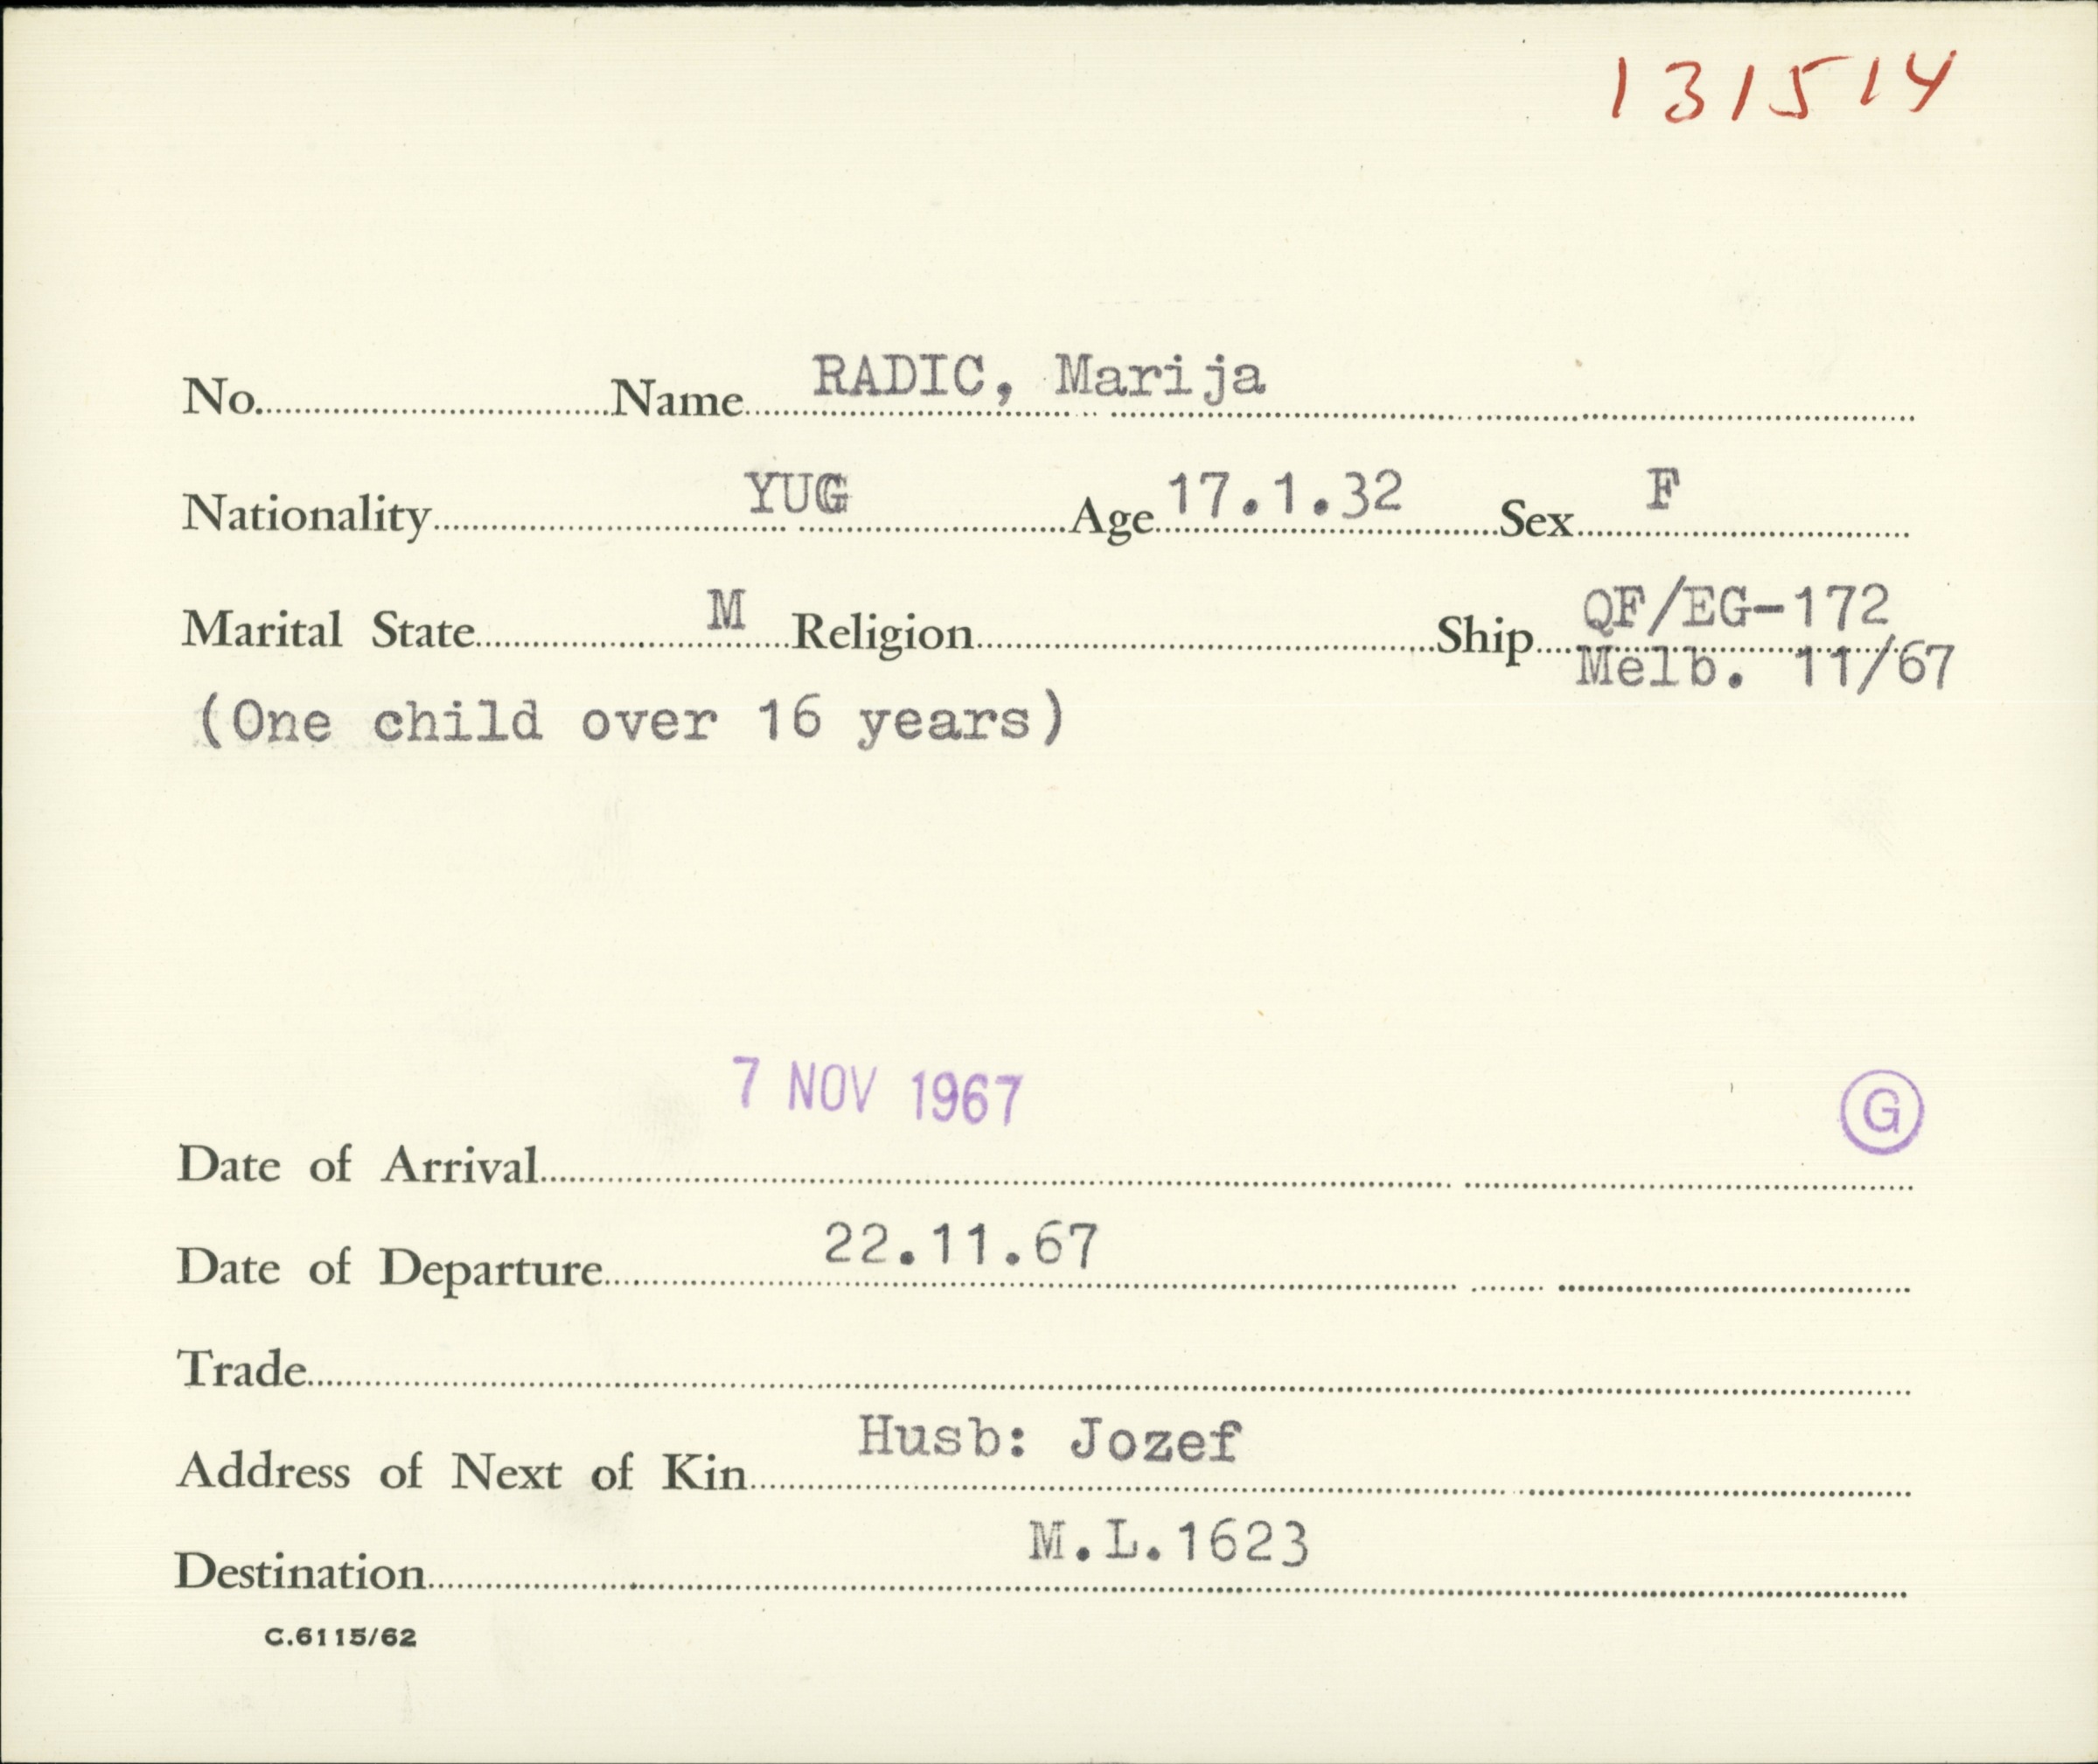 131514
No. Name RADIC, Marija
Nationality YUG Age 17.1.32 Sex F
Marital State M Religion Ship QF/EG-172
Melb. 11/67
(One child over 16 years)
7 NOV 1967 G
Date of Arrival
Date of Departure 22.11.67
Trade
Address of Next of Kin Husb: Jozef
Destination M.L.1623
C.6115/62